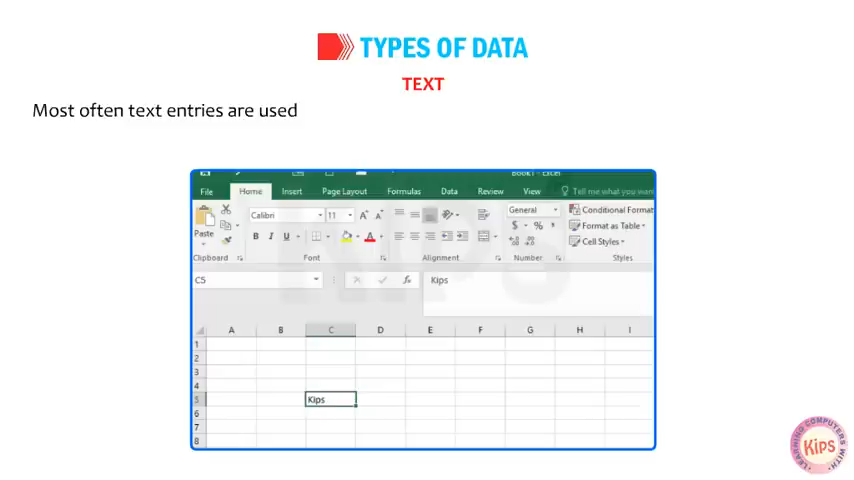 TYPES OF DATA
TEXT
Most often text entries are used
Book1 - Excel
File Home Insert Page Layout Formulas Data Review View Tell me what you want
Calibri 11 General Conditional Format
Paste Format as Table
Cell Styles
Clipboard Font Alignment Number Styles
C5 Kips
A B C D E F G H I
1
2
3
4
5 Kips
6
7
8
LEARNING COMPUTERS WITH
Kips